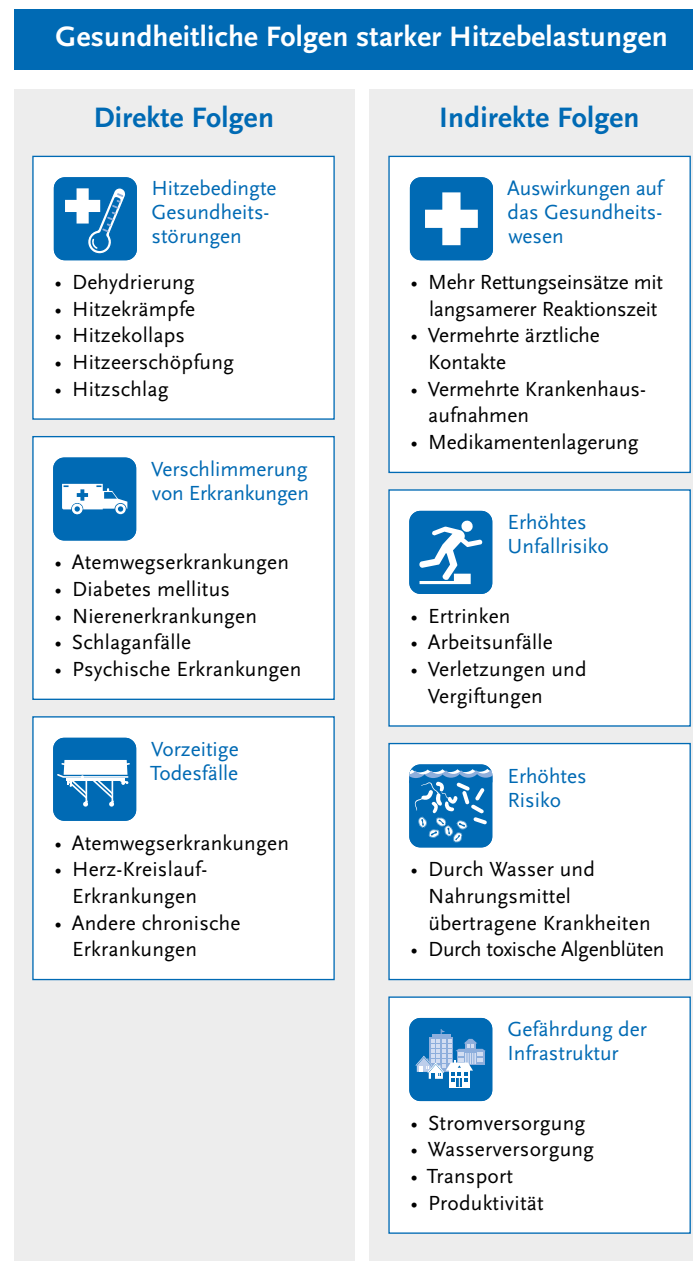 Gesundheitliche Folgen starker Hitzebelastungen
Direkte Folgen
Hitzebedingte
Gesundheits-
störungen
• Dehydrierung
• Hitzekrämpfe
• Hitzekollaps
• Hitzeerschöpfung
• Hitzschlag
Verschlimmerung
von Erkrankungen
• Atemwegserkrankungen
• Diabetes mellitus
• Nierenerkrankungen
• Schlaganfälle
• Psychische Erkrankungen
Vorzeitige
Todesfälle
• Atemwegserkrankungen
• Herz-Kreislauf-
Erkrankungen
• Andere chronische
Erkrankungen
Indirekte Folgen
Auswirkungen auf
das Gesundheits-
wesen
• Mehr Rettungseinsätze mit
langsamerer Reaktionszeit
• Vermehrte ärztliche
Kontakte
• Vermehrte Krankenhaus-
aufnahmen
• Medikamentenlagerung
Erhöhtes
Unfallrisiko
• Ertrinken
• Arbeitsunfälle
• Verletzungen und
Vergiftungen
Erhöhtes
Risiko
• Durch Wasser und
Nahrungsmittel
übertragene Krankheiten
• Durch toxische Algenblüten
Gefährdung der
Infrastruktur
• Stromversorgung
• Wasserversorgung
• Transport
• Produktivität